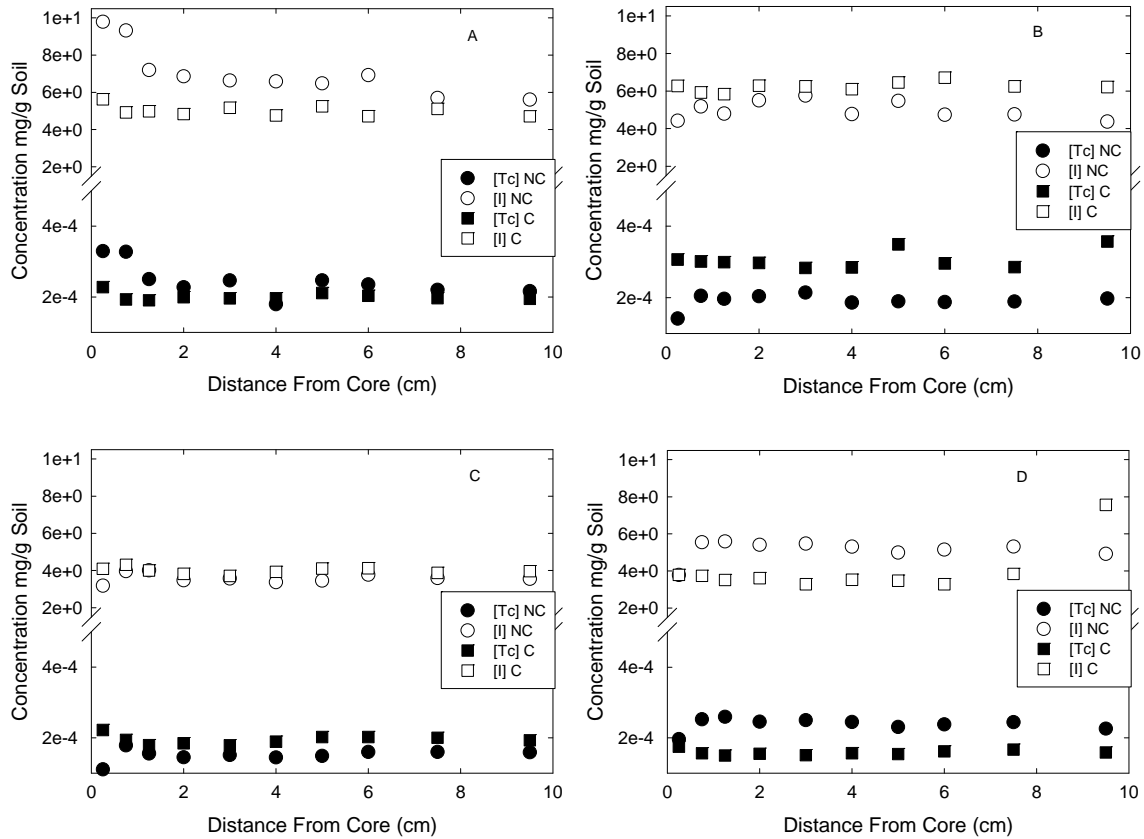 A
1e+1
8e+0
6e+0
4e+0
2e+0
4e-4
2e-4
Concentration mg/g Soil
[Tc] NC
[I] NC
[Tc] C
[I] C
0 2 4 6 8 10
Distance From Core (cm)
B
1e+1
8e+0
6e+0
4e+0
2e+0
4e-4
2e-4
Concentration mg/g Soil
[Tc] NC
[I] NC
[Tc] C
[I] C
0 2 4 6 8 10
Distance From Core (cm)
C
1e+1
8e+0
6e+0
4e+0
2e+0
4e-4
2e-4
Concentration mg/g Soil
[Tc] NC
[I] NC
[Tc] C
[I] C
0 2 4 6 8 10
Distance From Core (cm)
D
1e+1
8e+0
6e+0
4e+0
2e+0
4e-4
2e-4
Concentration mg/g Soil
[Tc] NC
[I] NC
[Tc] C
[I] C
0 2 4 6 8 10
Distance From Core (cm)